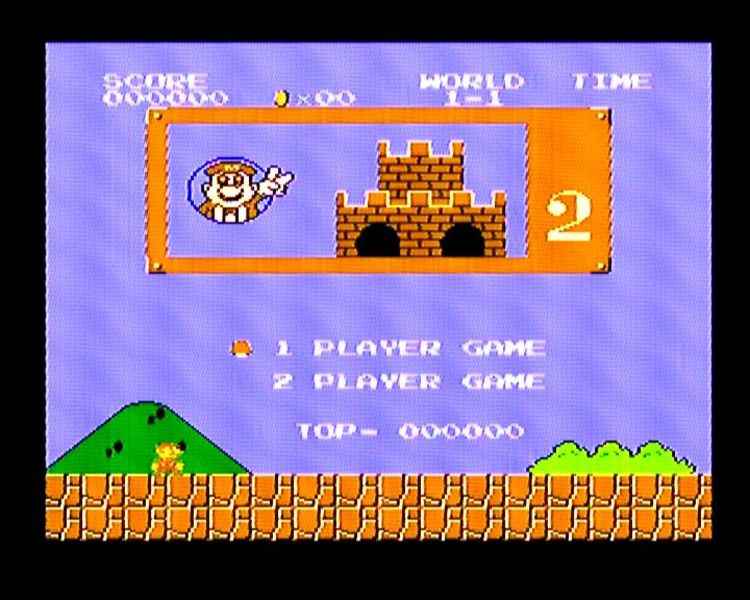 SCORE WORLD TIME
000000 ×00 1-1
2
1 PLAYER GAME
2 PLAYER GAME
TOP- 000000